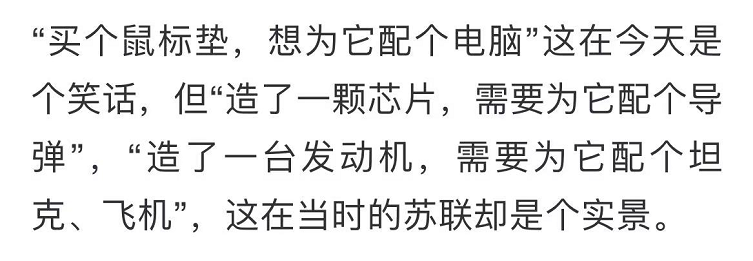 “买个鼠标垫，想为它配个电脑”这在今天是
个笑话，但“造了一颗芯片，需要为它配个导
弹”，“造了一台发动机，需要为它配个坦
克、飞机”，这在当时的苏联却是个实景。